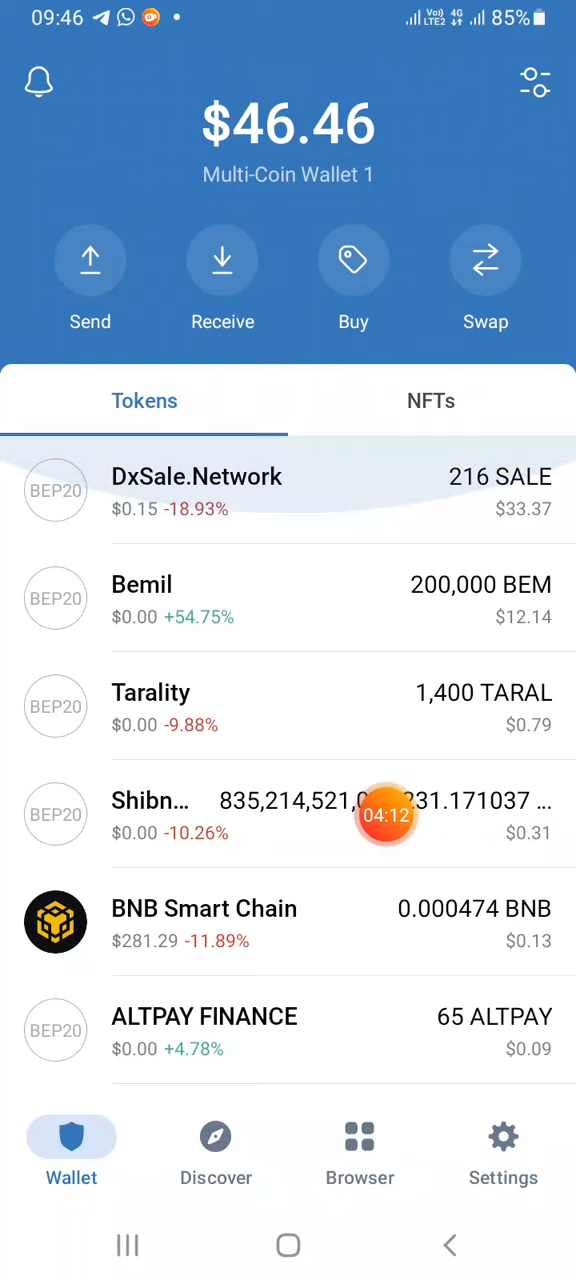 09:46 Vo) LTE2 4G 85%
$46.46
Multi-Coin Wallet 1
Send Receive Buy Swap
Tokens NFTs
BEP20 DxSale.Network 216 SALE
$0.15 -18.93% $33.37
BEP20 Bemil 200,000 BEM
$0.00 +54.75% $12.14
BEP20 Tarality 1,400 TARAL
$0.00 -9.88% $0.79
BEP20 Shibn... 835,214,521, 231.171037 ...
04:12
$0.00 -10.26% $0.31
BNB Smart Chain 0.000474 BNB
$281.29 -11.89% $0.13
BEP20 ALTPAY FINANCE 65 ALTPAY
$0.00 +4.78% $0.09
Wallet Discover Browser Settings